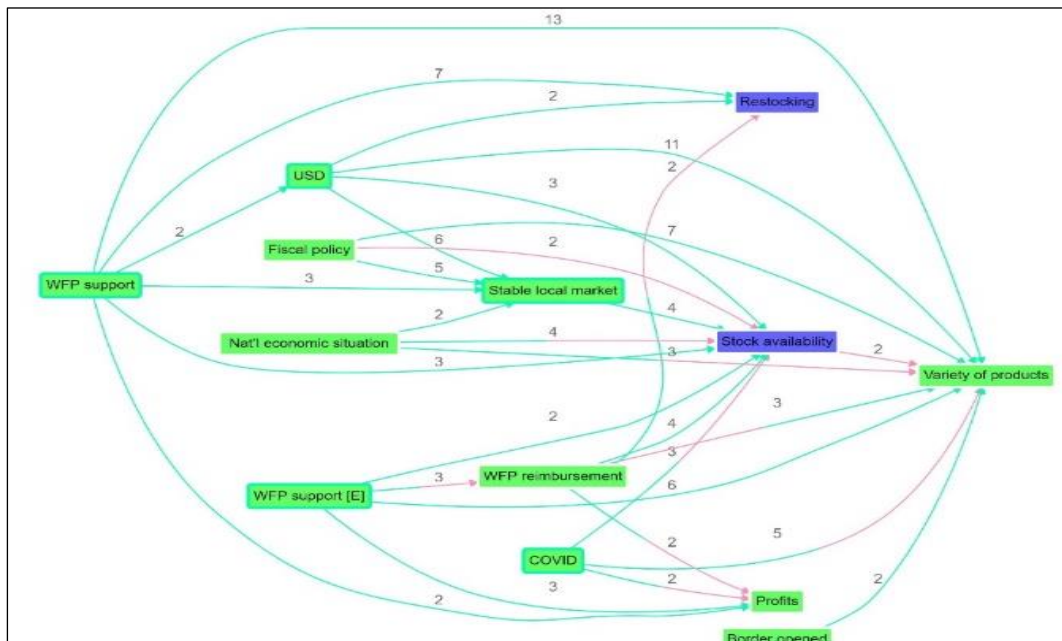 13
7
Restocking
2
2
11
USD
3
2
7
Fiscal policy
6
2
5
WFP support
3
Stable local market
4
2
Nat'l economic situation
4
Stock availability
3
2
3
Variety of products
2
3
4
3
WFP reimbursement
3
WFP support [E]
6
COVID
2
5
2
3
2
2
Profits
Border opened